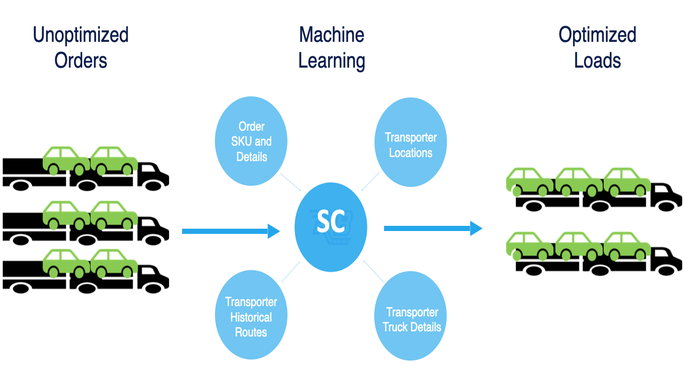 Unoptimized
Orders
Machine
Learning
Optimized
Loads
Order
SKU and
Details
Transporter
Locations
SC
Transporter
Historical
Routes
Transporter
Truck Details